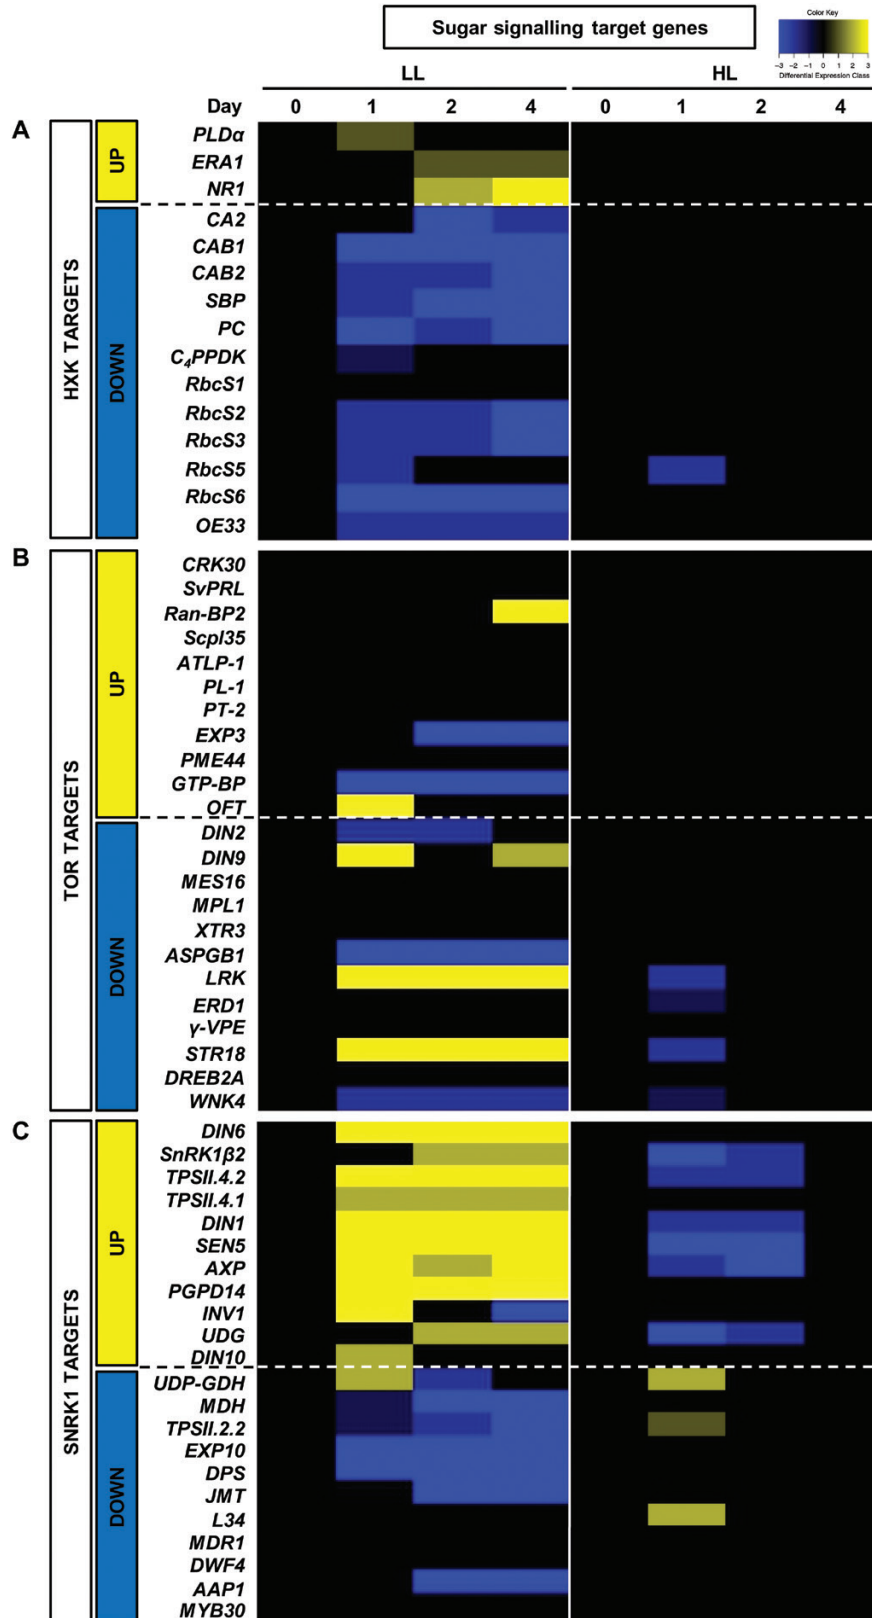 Sugar signalling target genes
Color Key
−3 −2 −1 0 1 2 3
Differential Expression Class
LL HL
Day 0 1 2 4 0 1 2 4
A
HXK TARGETS
UP
PLDα
ERA1
NR1
DOWN
CA2
CAB1
CAB2
SBP
PC
C₄PPDK
RbcS1
RbcS2
RbcS3
RbcS5
RbcS6
OE33
B
TOR TARGETS
UP
CRK30
SvPRL
Ran-BP2
Scpl35
ATLP-1
PL-1
PT-2
EXP3
PME44
GTP-BP
OFT
DOWN
DIN2
DIN9
MES16
MPL1
XTR3
ASPGB1
LRK
ERD1
γ-VPE
STR18
DREB2A
WNK4
C
SNRK1 TARGETS
UP
DIN6
SnRK1β2
TPSII.4.2
TPSII.4.1
DIN1
SEN5
AXP
PGPD14
INV1
UDG
DIN10
DOWN
UDP-GDH
MDH
TPSII.2.2
EXP10
DPS
JMT
L34
MDR1
DWF4
AAP1
MYB30